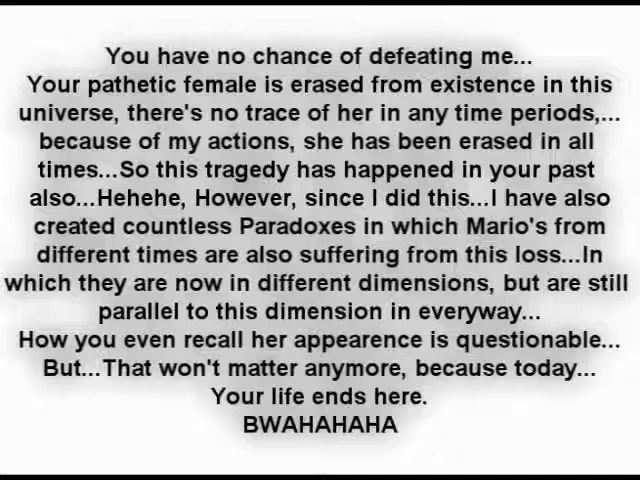 You have no chance of defeating me...
Your pathetic female is erased from existence in this
universe, there's no trace of her in any time periods,...
because of my actions, she has been erased in all
times...So this tragedy has happened in your past
also...Hehehe, However, since I did this...I have also
created countless Paradoxes in which Mario's from
different times are also suffering from this loss...In
which they are now in different dimensions, but are still
parallel to this dimension in everyway...
How you even recall her appearence is questionable...
But...That won't matter anymore, because today...
Your life ends here.
BWAHAHAHA